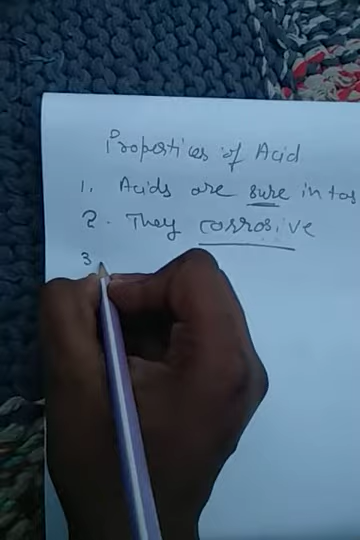 Properties of Acid
1. Acids are sure in tas
2. They corrosive
3